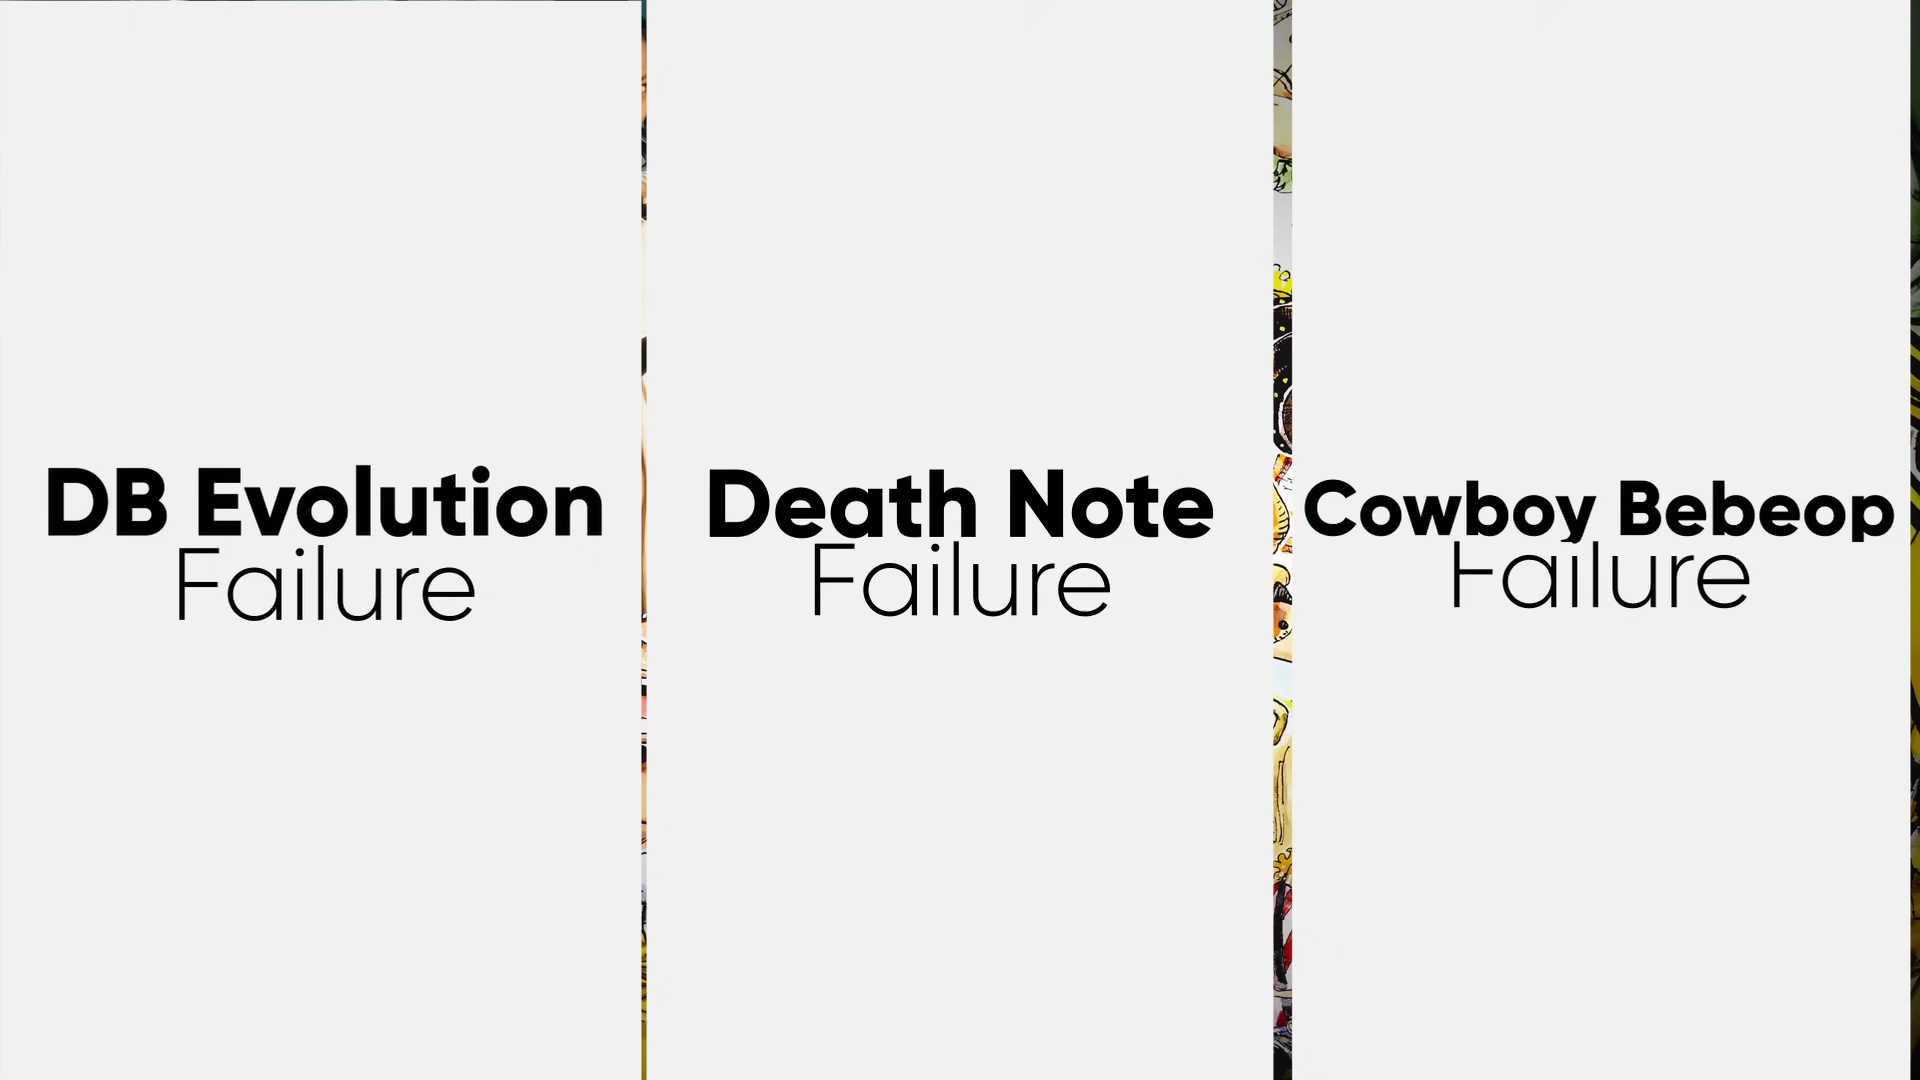 DB Evolution
Failure
Death Note
Failure
Cowboy Bebeop
Failure